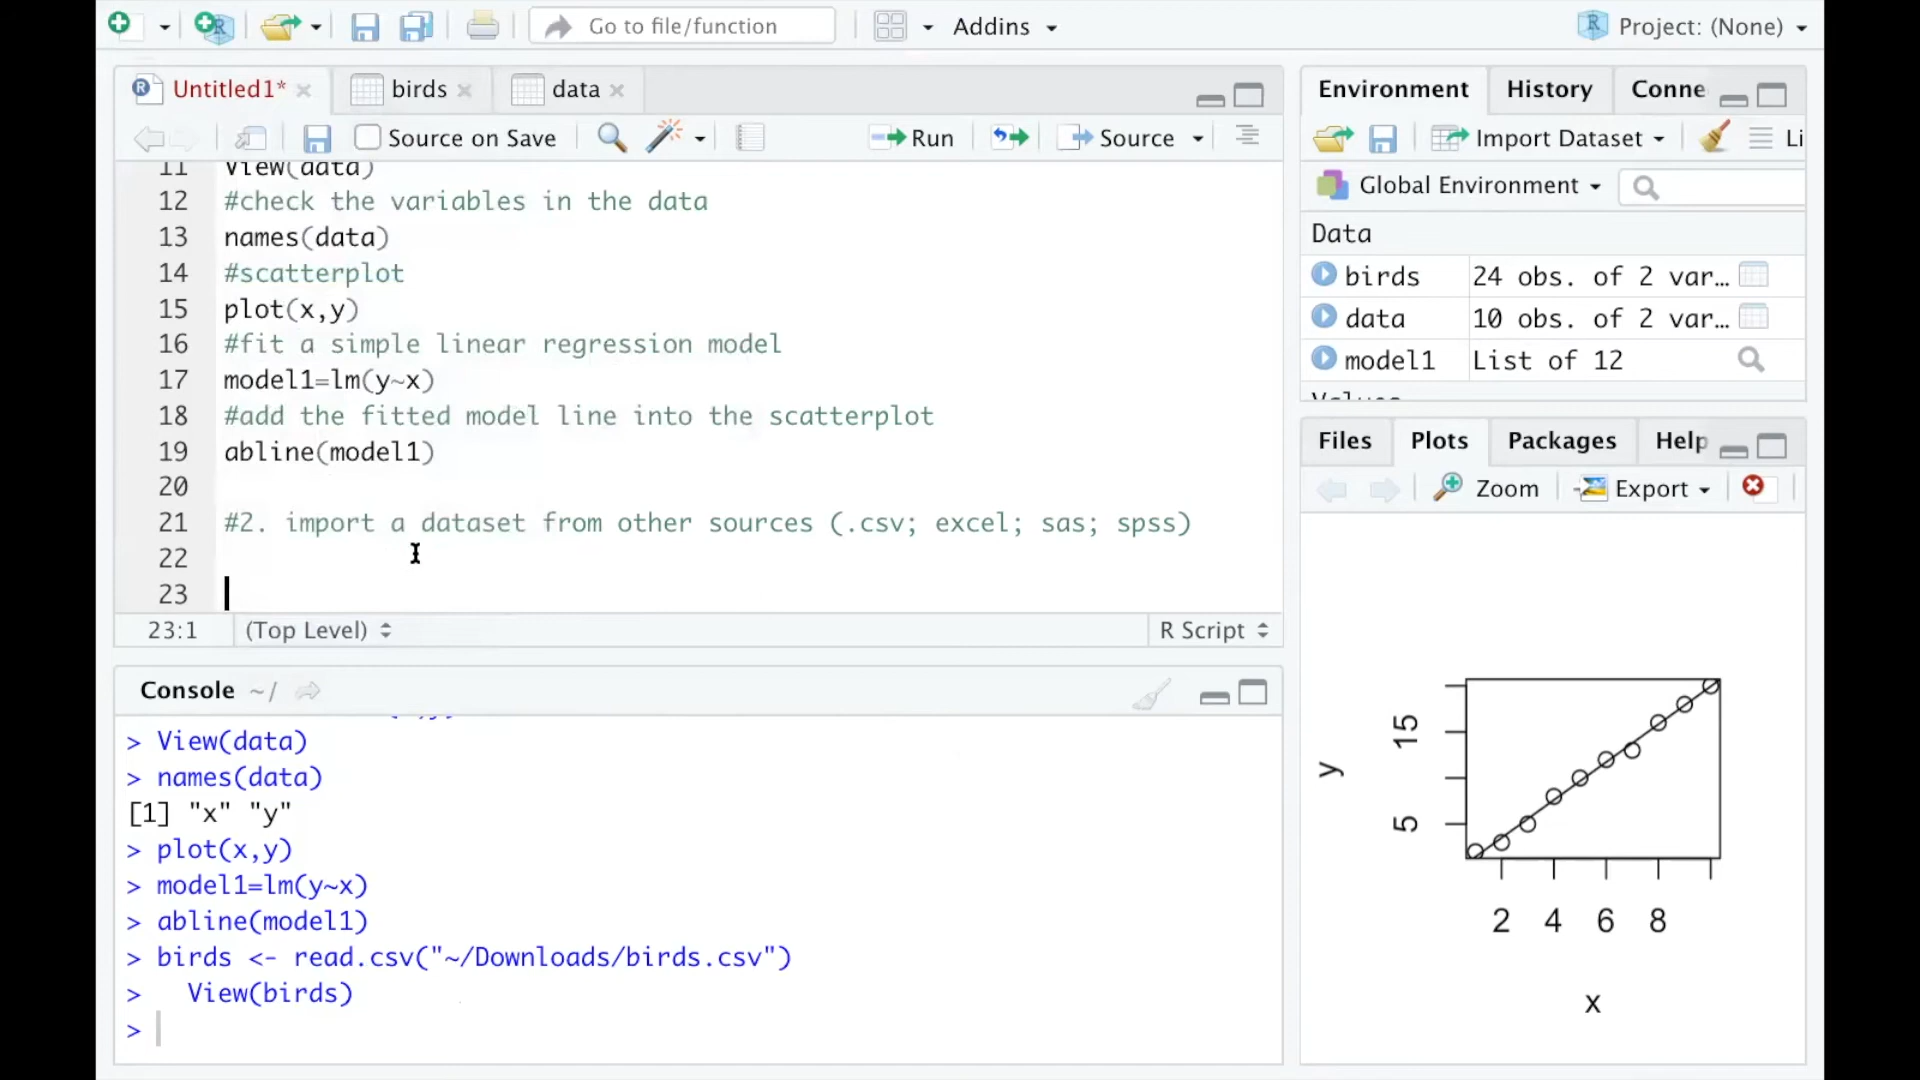 Go to file/function
Addins
Project: (None)
Untitled1*
birds
data
Source on Save
Run
Source
11 View(data)
12 #check the variables in the data
13 names(data)
14 #scatterplot
15 plot(x,y)
16 #fit a simple linear regression model
17 model1=lm(y~x)
18 #add the fitted model line into the scatterplot
19 abline(model1)
20
21 #2. import a dataset from other sources (.csv; excel; sas; spss)
22
23
23:1
(Top Level)
R Script
Console ~/
> View(data)
> names(data)
[1] "x" "y"
> plot(x,y)
> model1=lm(y~x)
> abline(model1)
> birds <- read.csv("~/Downloads/birds.csv")
>   View(birds)
>
Environment
History
Conne
Import Dataset
Li
Global Environment
Data
birds 24 obs. of 2 var…
data 10 obs. of 2 var…
model1 List of 12
Values
Files
Plots
Packages
Help
Zoom
Export
y
15
5
2 4 6 8
x